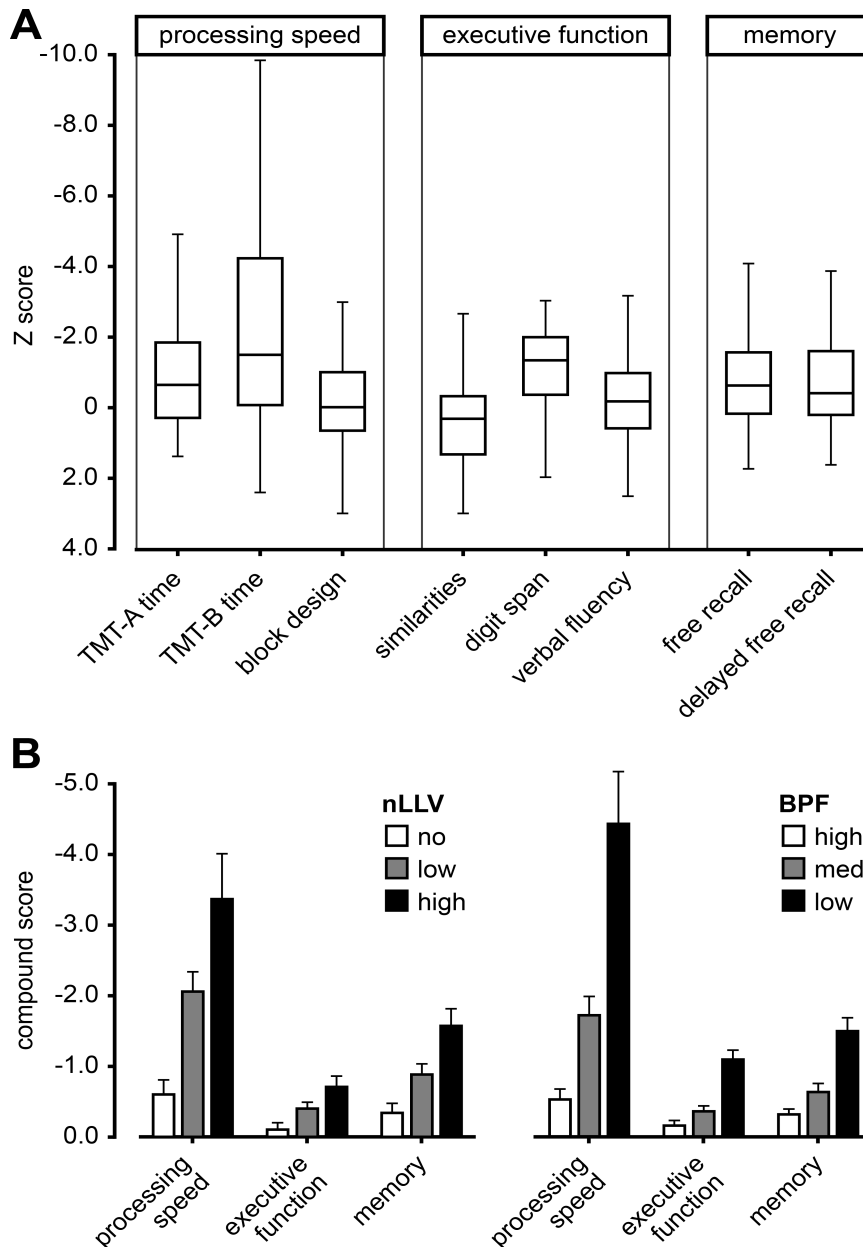 A
processing speed
executive function
memory
Z score
-10.0
-8.0
-6.0
-4.0
-2.0
0
2.0
4.0
TMT-A time
TMT-B time
block design
similarities
digit span
verbal fluency
free recall
delayed free recall
B
compound score
-5.0
-4.0
-3.0
-2.0
-1.0
0.0
nLLV
no
low
high
BPF
high
med
low
processing
speed
executive
function
memory
processing
speed
executive
function
memory